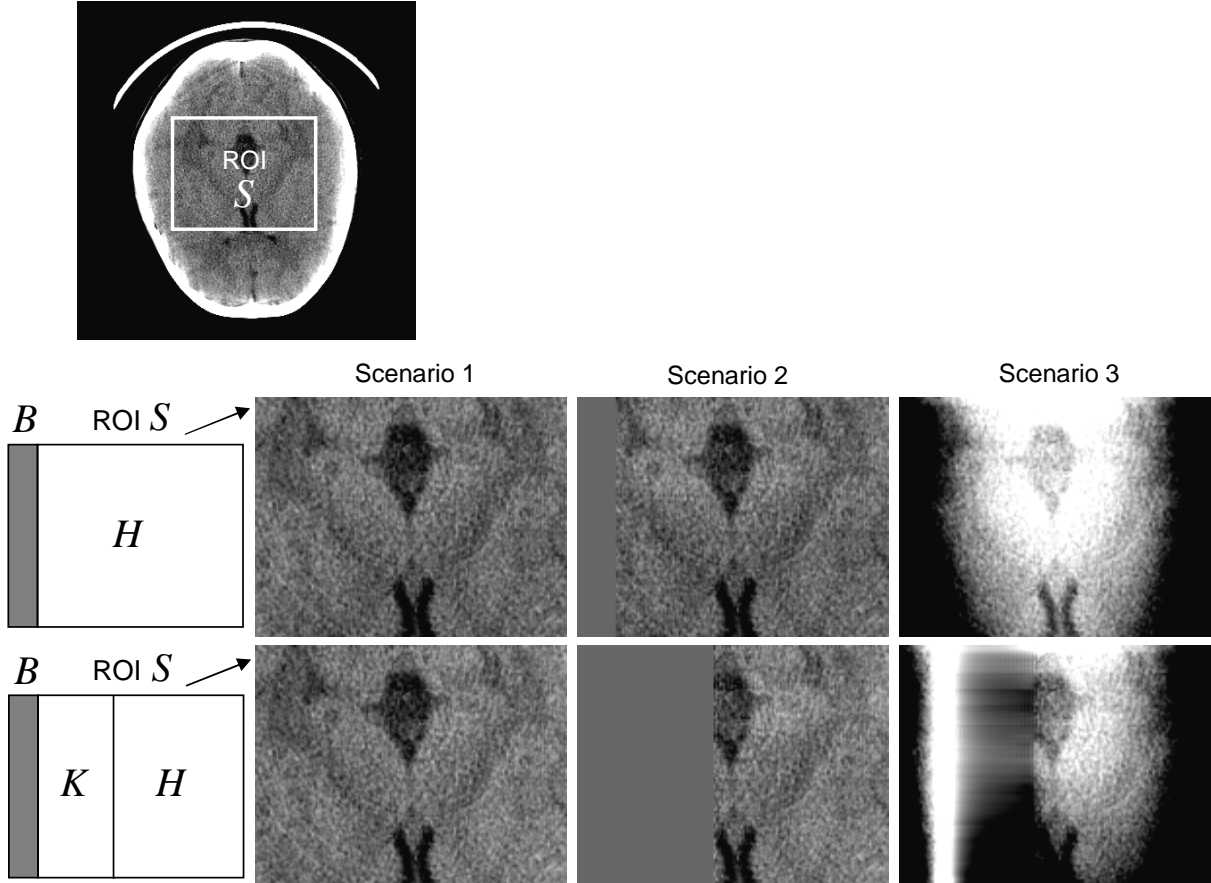 ROI
S
Scenario 1 Scenario 2 Scenario 3
B ROI S
H
B ROI S
K H